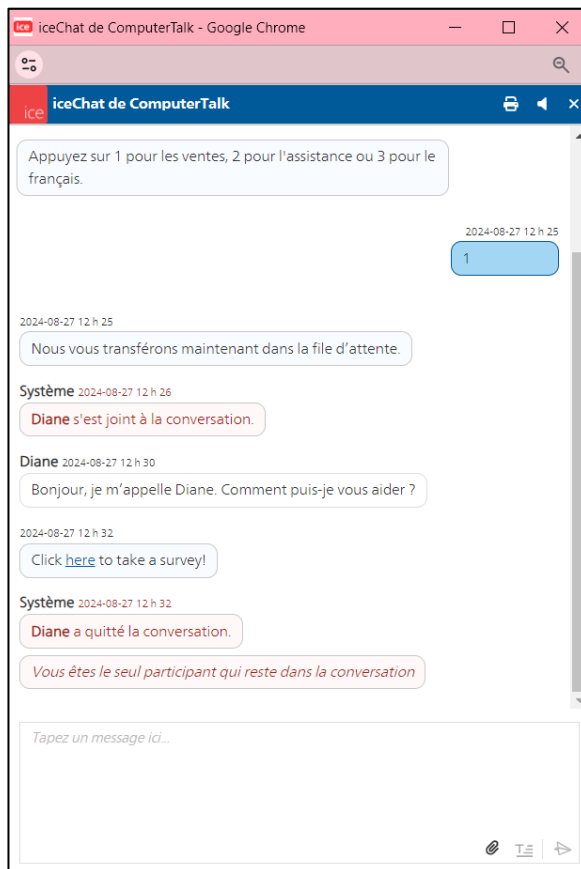 ice iceChat de ComputerTalk - Google Chrome
ice iceChat de ComputerTalk
Appuyez sur 1 pour les ventes, 2 pour l'assistance ou 3 pour le
français.
2024-08-27 12 h 25
1
2024-08-27 12 h 25
Nous vous transférons maintenant dans la file d’attente.
Système 2024-08-27 12 h 26
Diane s'est joint à la conversation.
Diane 2024-08-27 12 h 30
Bonjour, je m’appelle Diane. Comment puis-je vous aider ?
2024-08-27 12 h 32
Click here to take a survey!
Système 2024-08-27 12 h 32
Diane a quitté la conversation.
Vous êtes le seul participant qui reste dans la conversation
Tapez un message ici...